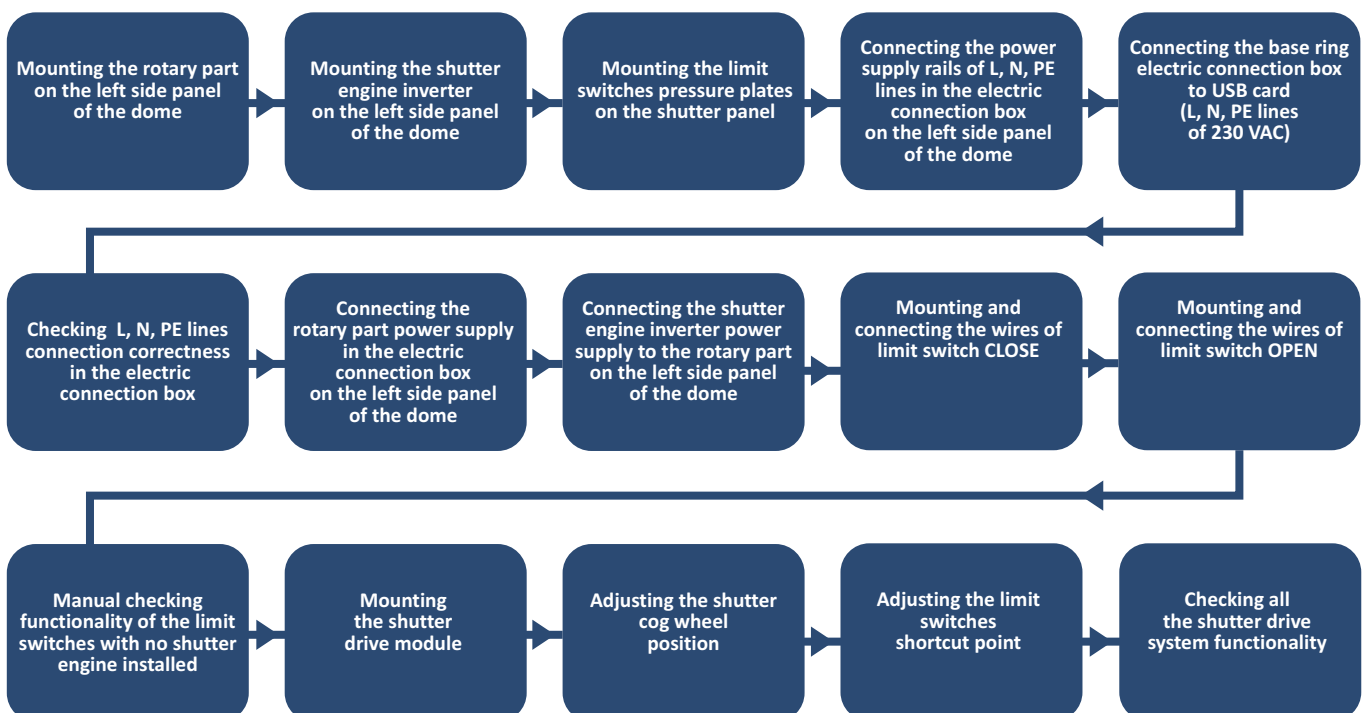 Mounting the rotary part
on the left side panel
of the dome
Mounting the shutter
engine inverter
on the left side panel
of the dome
Mounting the limit
switches pressure plates
on the shutter panel
Connecting the power
supply rails of L, N, PE
lines in the electric
connection box
on the left side panel
of the dome
Connecting the base ring
electric connection box
to USB card
(L, N, PE lines
of 230 VAC)
Checking L, N, PE lines
connection correctness
in the electric
connection box
Connecting the
rotary part power supply
in the electric
connection box
on the left side panel
of the dome
Connecting the shutter
engine inverter power
supply to the rotary part
on the left side panel
of the dome
Mounting and
connecting the wires of
limit switch CLOSE
Mounting and
connecting the wires of
limit switch OPEN
Manual checking
functionality of the limit
switches with no shutter
engine installed
Mounting
the shutter
drive module
Adjusting the shutter
cog wheel
position
Adjusting the limit
switches
shortcut point
Checking all
the shutter drive
system functionality